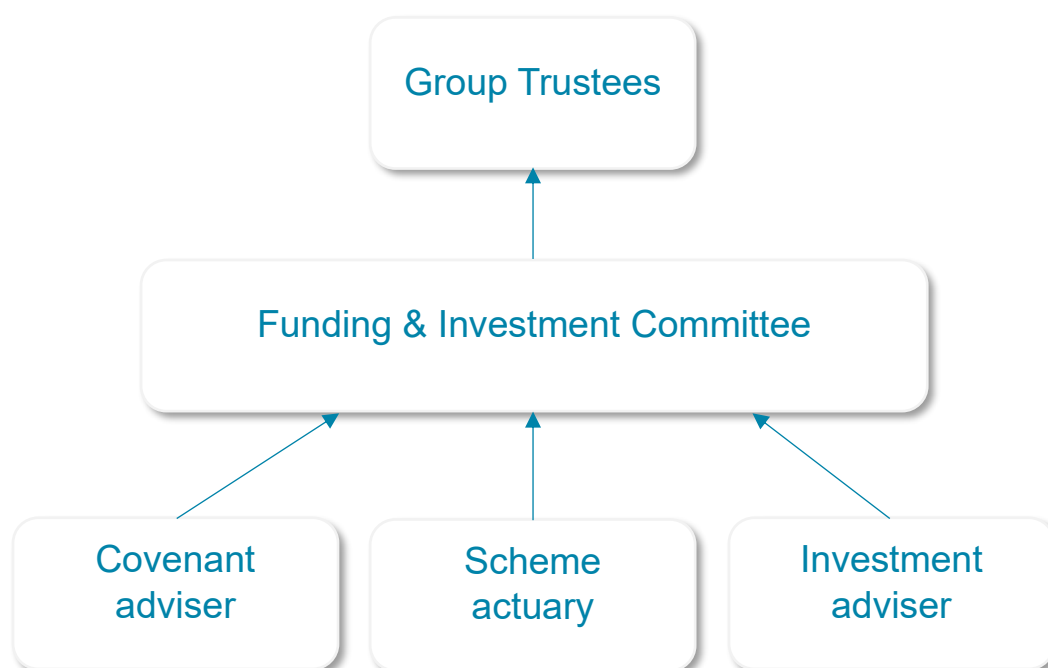 Group Trustees
Funding & Investment Committee
Covenant
adviser
Scheme
actuary
Investment
adviser